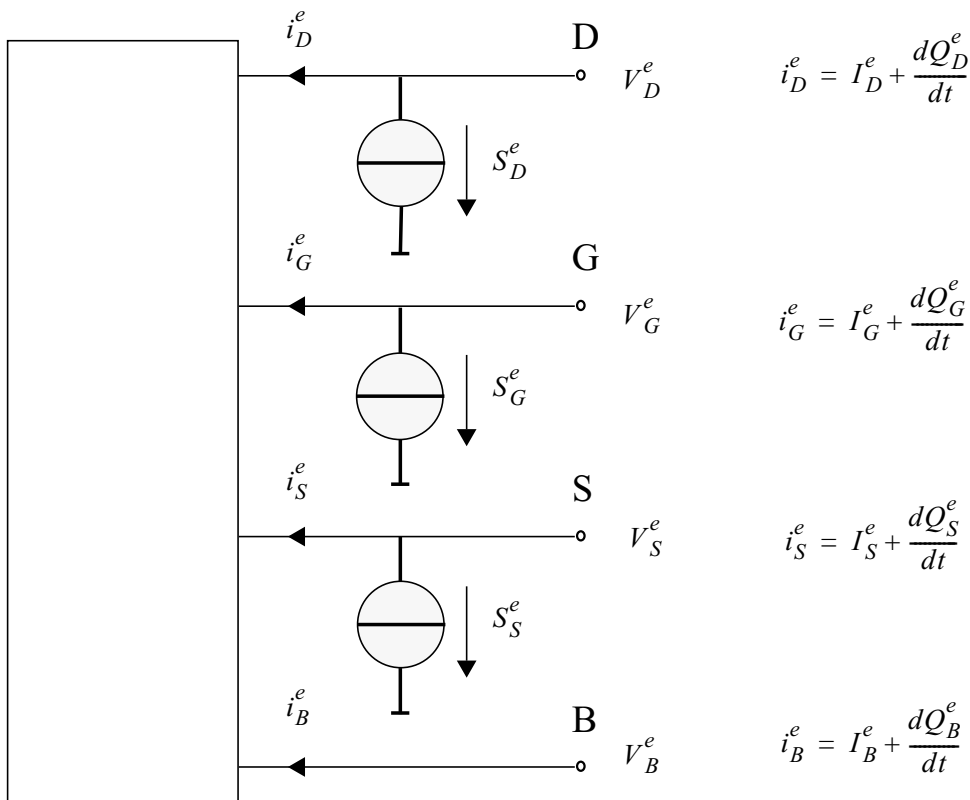 i_D^e D V_D^e i_D^e = I_D^e + dQ_D^e/dt
S_D^e
i_G^e G V_G^e i_G^e = I_G^e + dQ_G^e/dt
S_G^e
i_S^e S V_S^e i_S^e = I_S^e + dQ_S^e/dt
S_S^e
i_B^e B V_B^e i_B^e = I_B^e + dQ_B^e/dt